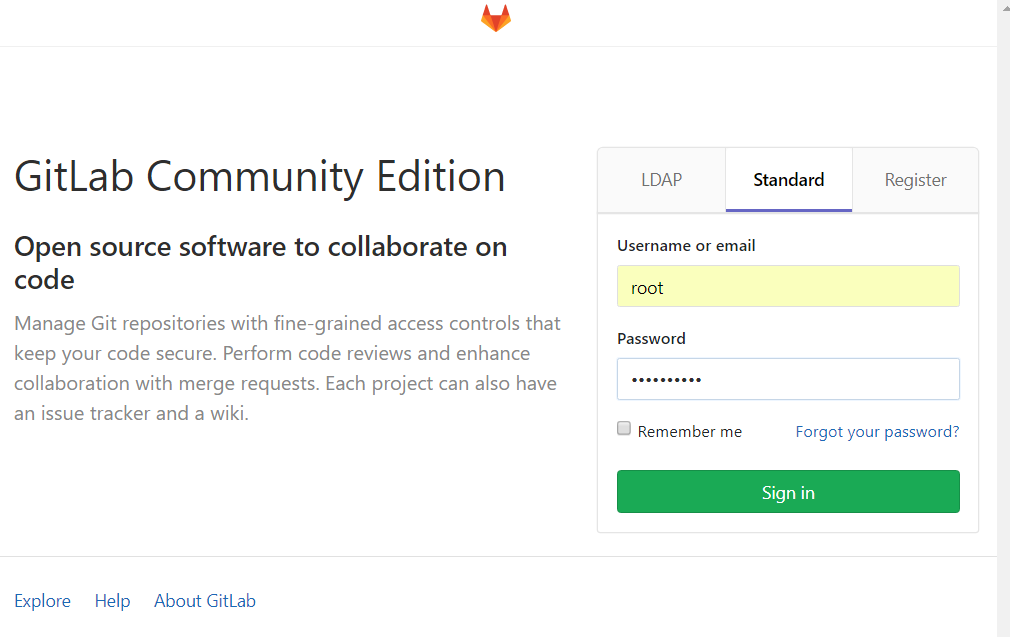 GitLab Community Edition
Open source software to collaborate on
code
Manage Git repositories with fine-grained access controls that
keep your code secure. Perform code reviews and enhance
collaboration with merge requests. Each project can also have
an issue tracker and a wiki.
LDAP Standard Register
Username or email
root
Password
••••••••••
Remember me Forgot your password?
Sign in
Explore Help About GitLab